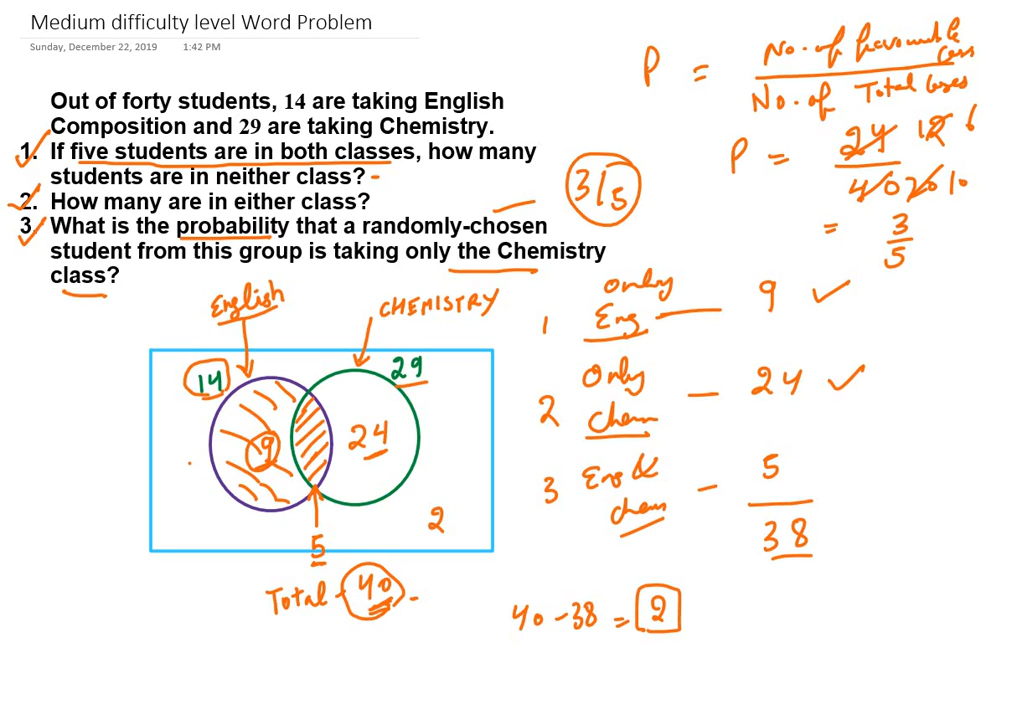 Medium difficulty level Word Problem
Sunday, December 22, 2019 1:42 PM
Out of forty students, 14 are taking English
Composition and 29 are taking Chemistry.
1. If five students are in both classes, how many
students are in neither class? -
2. How many are in either class?
3. What is the probability that a randomly-chosen
student from this group is taking only the Chemistry
class?
P = No. of favourable cases
No. of Total Cases
P = 24 12 6
40 20 10
= 3
5
3/5
English
CHEMISTRY
14
29
9
24
2
5
Total - 40
1 Only Eng — 9
2 Only Chem — 24
3 Eng & Chem — 5
38
40 - 38 = 2